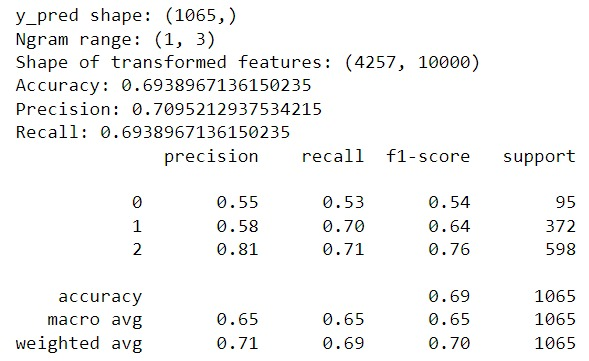 y_pred shape: (1065,)
Ngram range: (1, 3)
Shape of transformed features: (4257, 10000)
Accuracy: 0.6938967136150235
Precision: 0.7095212937534215
Recall: 0.6938967136150235
precision recall f1-score support
0 0.55 0.53 0.54 95
1 0.58 0.70 0.64 372
2 0.81 0.71 0.76 598
accuracy 0.69 1065
macro avg 0.65 0.65 0.65 1065
weighted avg 0.71 0.69 0.70 1065